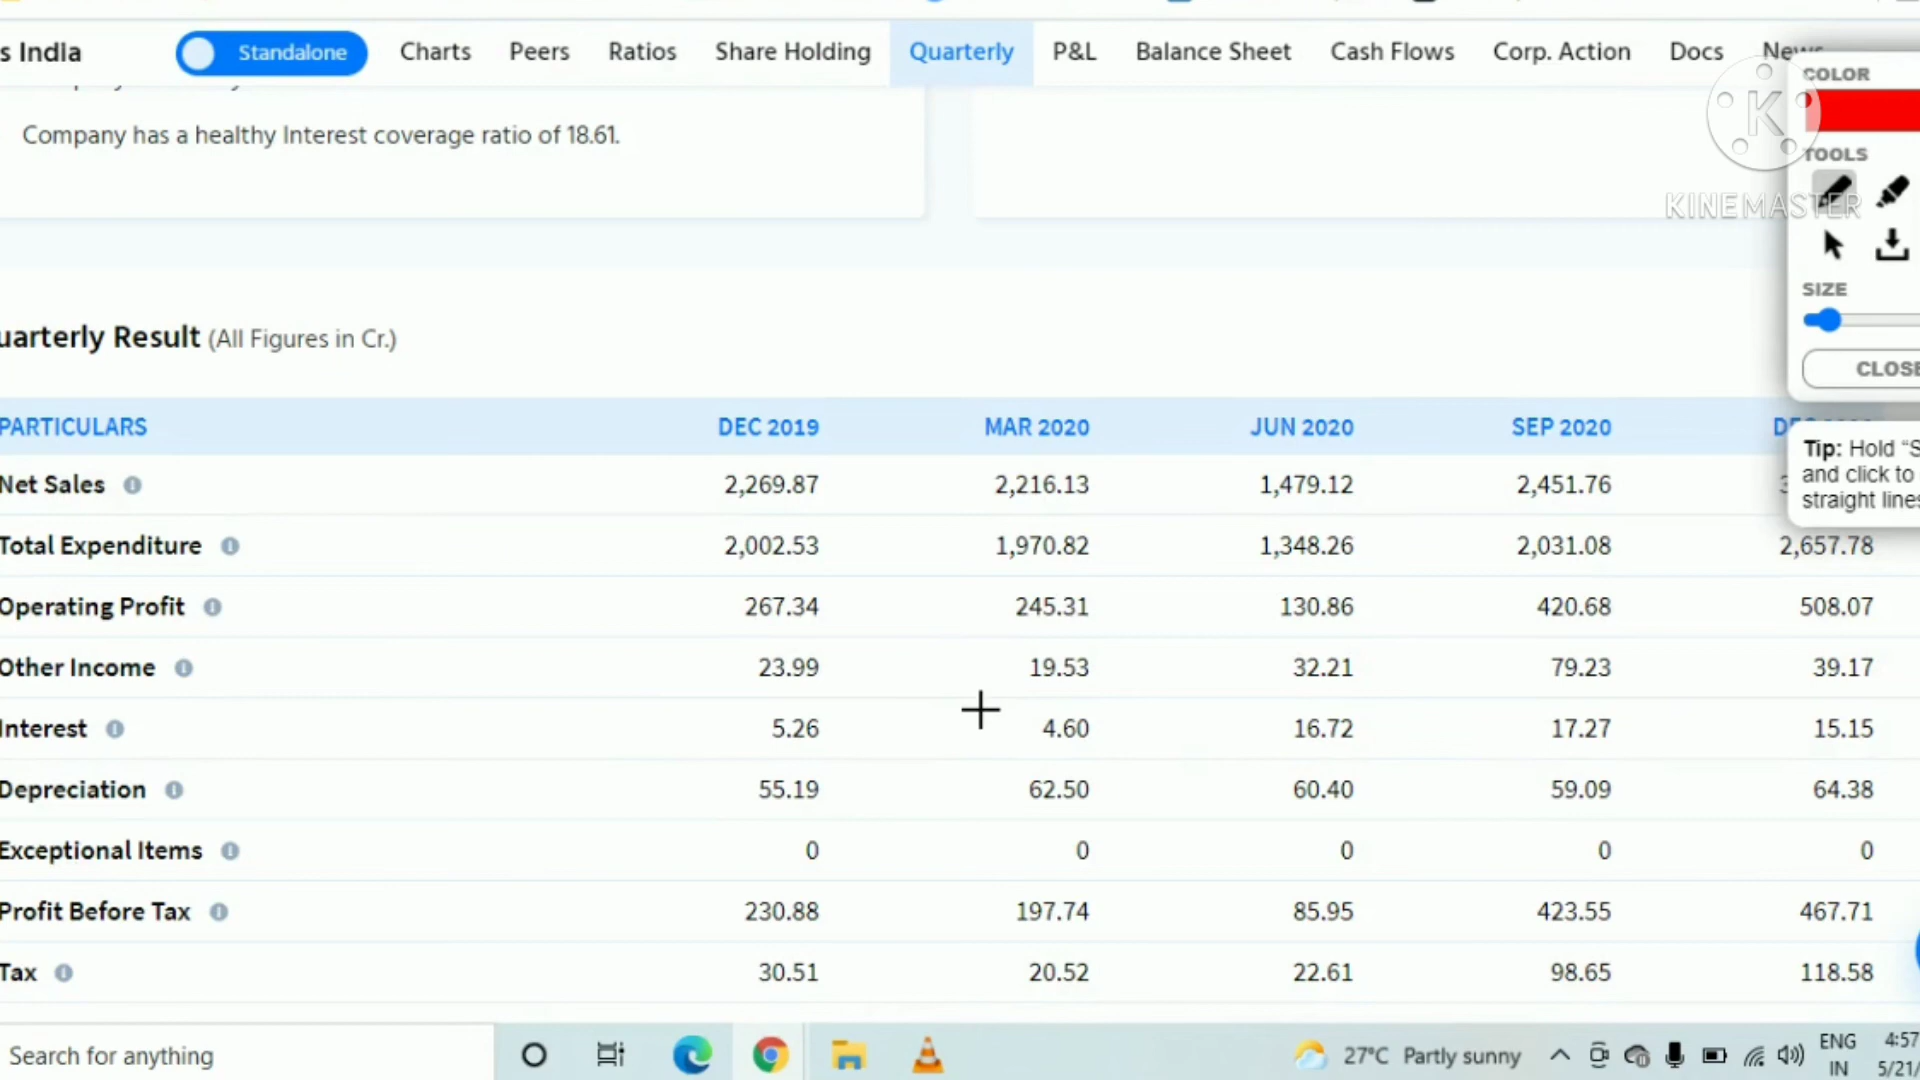 s India Standalone Charts Peers Ratios Share Holding Quarterly P&L Balance Sheet Cash Flows Corp. Action Docs News
COLOR
Company has a healthy Interest coverage ratio of 18.61.
TOOLS
KINEMASTER
SIZE
uarterly Result (All Figures in Cr.)
CLOSE
PARTICULARS DEC 2019 MAR 2020 JUN 2020 SEP 2020
Tip: Hold “S
and click to
straight lines
Net Sales 2,269.87 2,216.13 1,479.12 2,451.76
Total Expenditure 2,002.53 1,970.82 1,348.26 2,031.08 2,657.78
Operating Profit 267.34 245.31 130.86 420.68 508.07
Other Income 23.99 19.53 32.21 79.23 39.17
Interest 5.26 4.60 16.72 17.27 15.15
Depreciation 55.19 62.50 60.40 59.09 64.38
Exceptional Items 0 0 0 0 0
Profit Before Tax 230.88 197.74 85.95 423.55 467.71
Tax 30.51 20.52 22.61 98.65 118.58
Search for anything 27°C Partly sunny ENG 4:57
IN 5/21/